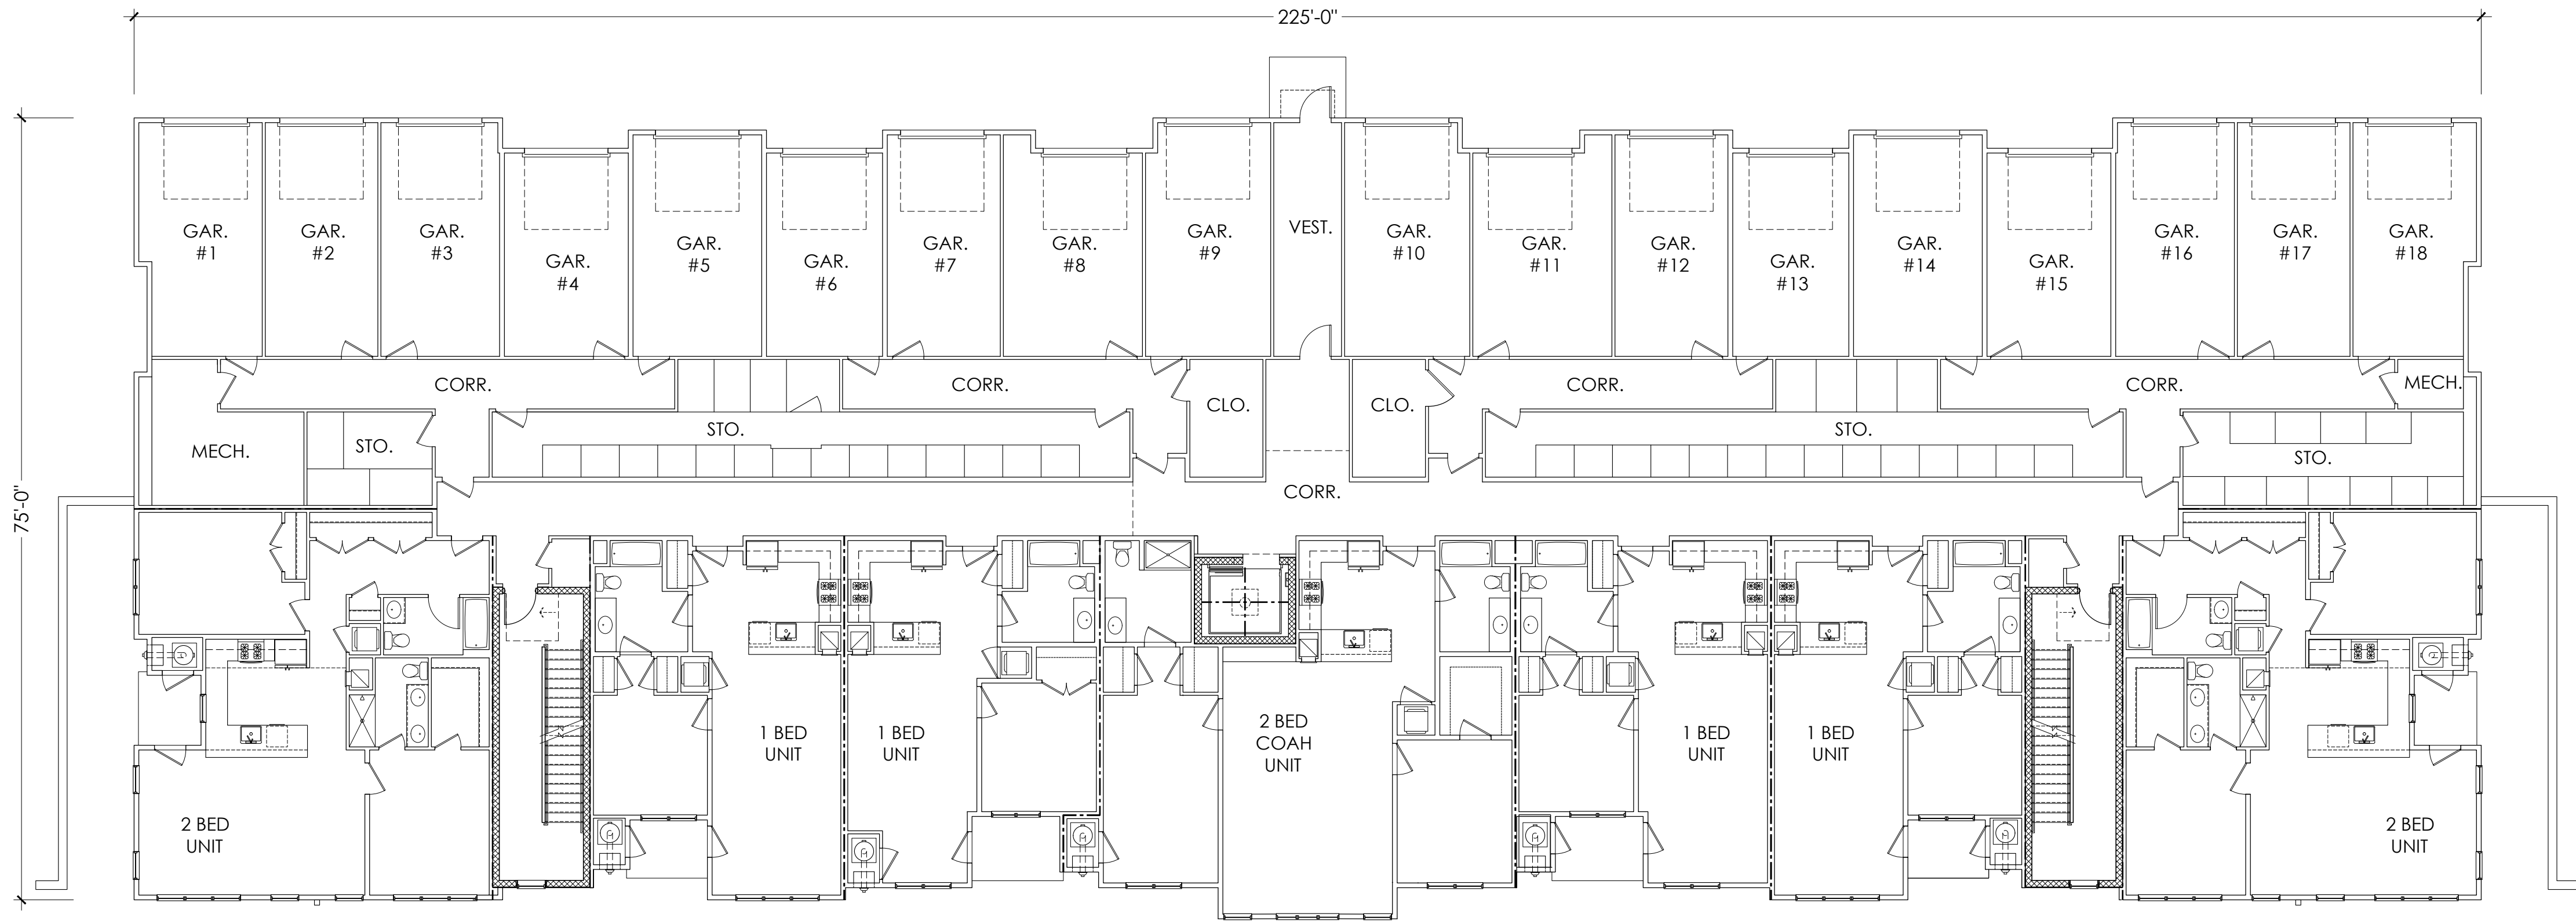 225'-0"
75'-0"
GAR.
#1
GAR.
#2
GAR.
#3
GAR.
#4
GAR.
#5
GAR.
#6
GAR.
#7
GAR.
#8
GAR.
#9
VEST.
GAR.
#10
GAR.
#11
GAR.
#12
GAR.
#13
GAR.
#14
GAR.
#15
GAR.
#16
GAR.
#17
GAR.
#18
CORR.
CORR.
CLO.
CLO.
CORR.
CORR.
MECH.
MECH.
STO.
STO.
STO.
STO.
CORR.
2 BED
UNIT
1 BED
UNIT
1 BED
UNIT
2 BED
COAH
UNIT
1 BED
UNIT
1 BED
UNIT
2 BED
UNIT